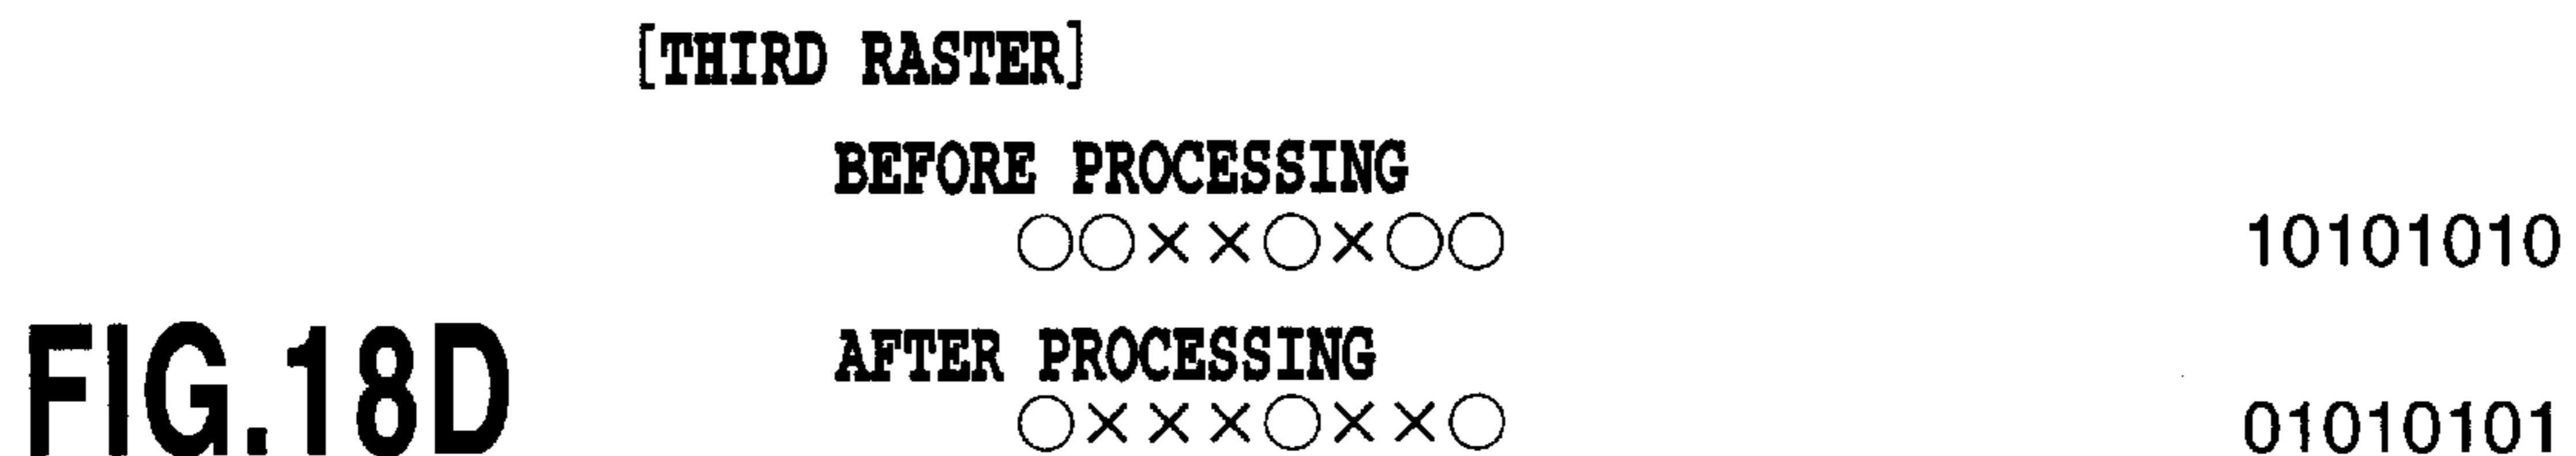 [THIRD RASTER]
BEFORE PROCESSING
○○××○×○○ 10101010
FIG.18D
AFTER PROCESSING
○×××○××○ 01010101